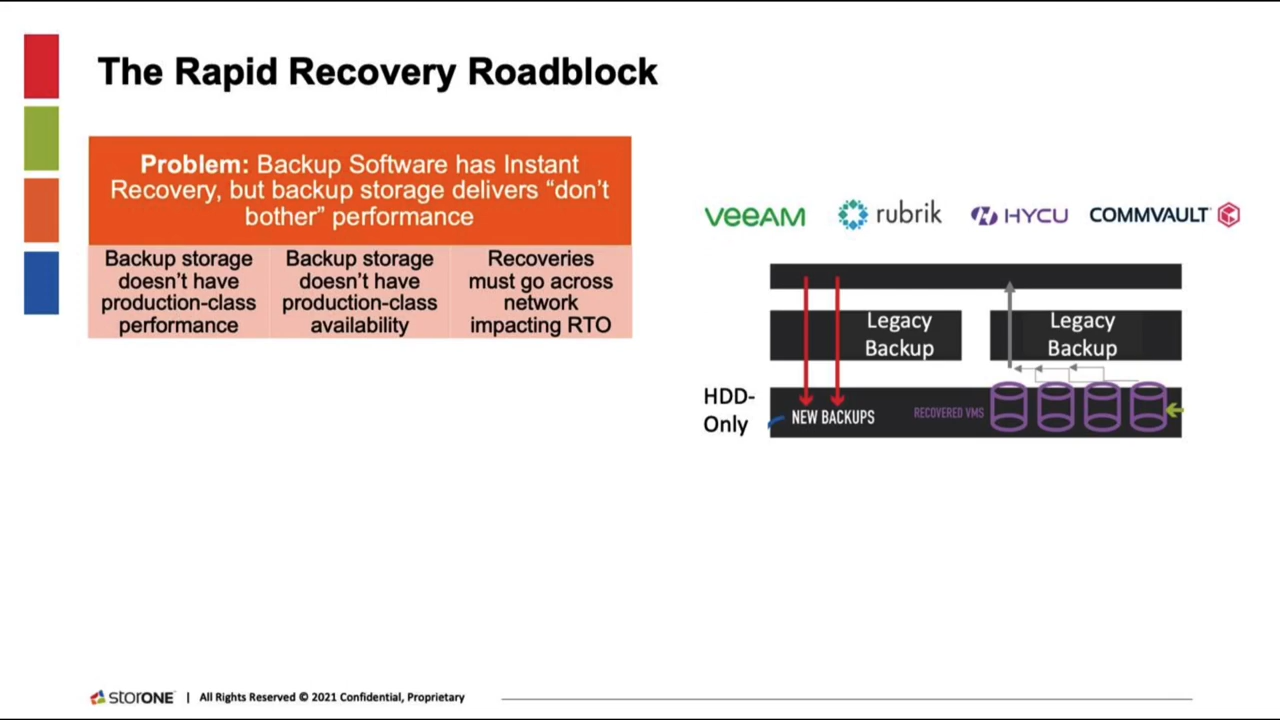 The Rapid Recovery Roadblock
Problem: Backup Software has Instant
Recovery, but backup storage delivers “don’t
bother” performance
Backup storage
doesn’t have
production-class
performance
Backup storage
doesn’t have
production-class
availability
Recoveries
must go across
network
impacting RTO
veeAM
rubrik
HYCU
COMMVAULT
Legacy
Backup
Legacy
Backup
HDD-
Only
NEW BACKUPS
RECOVERED VMS
storONE | All Rights Reserved © 2021 Confidential, Proprietary